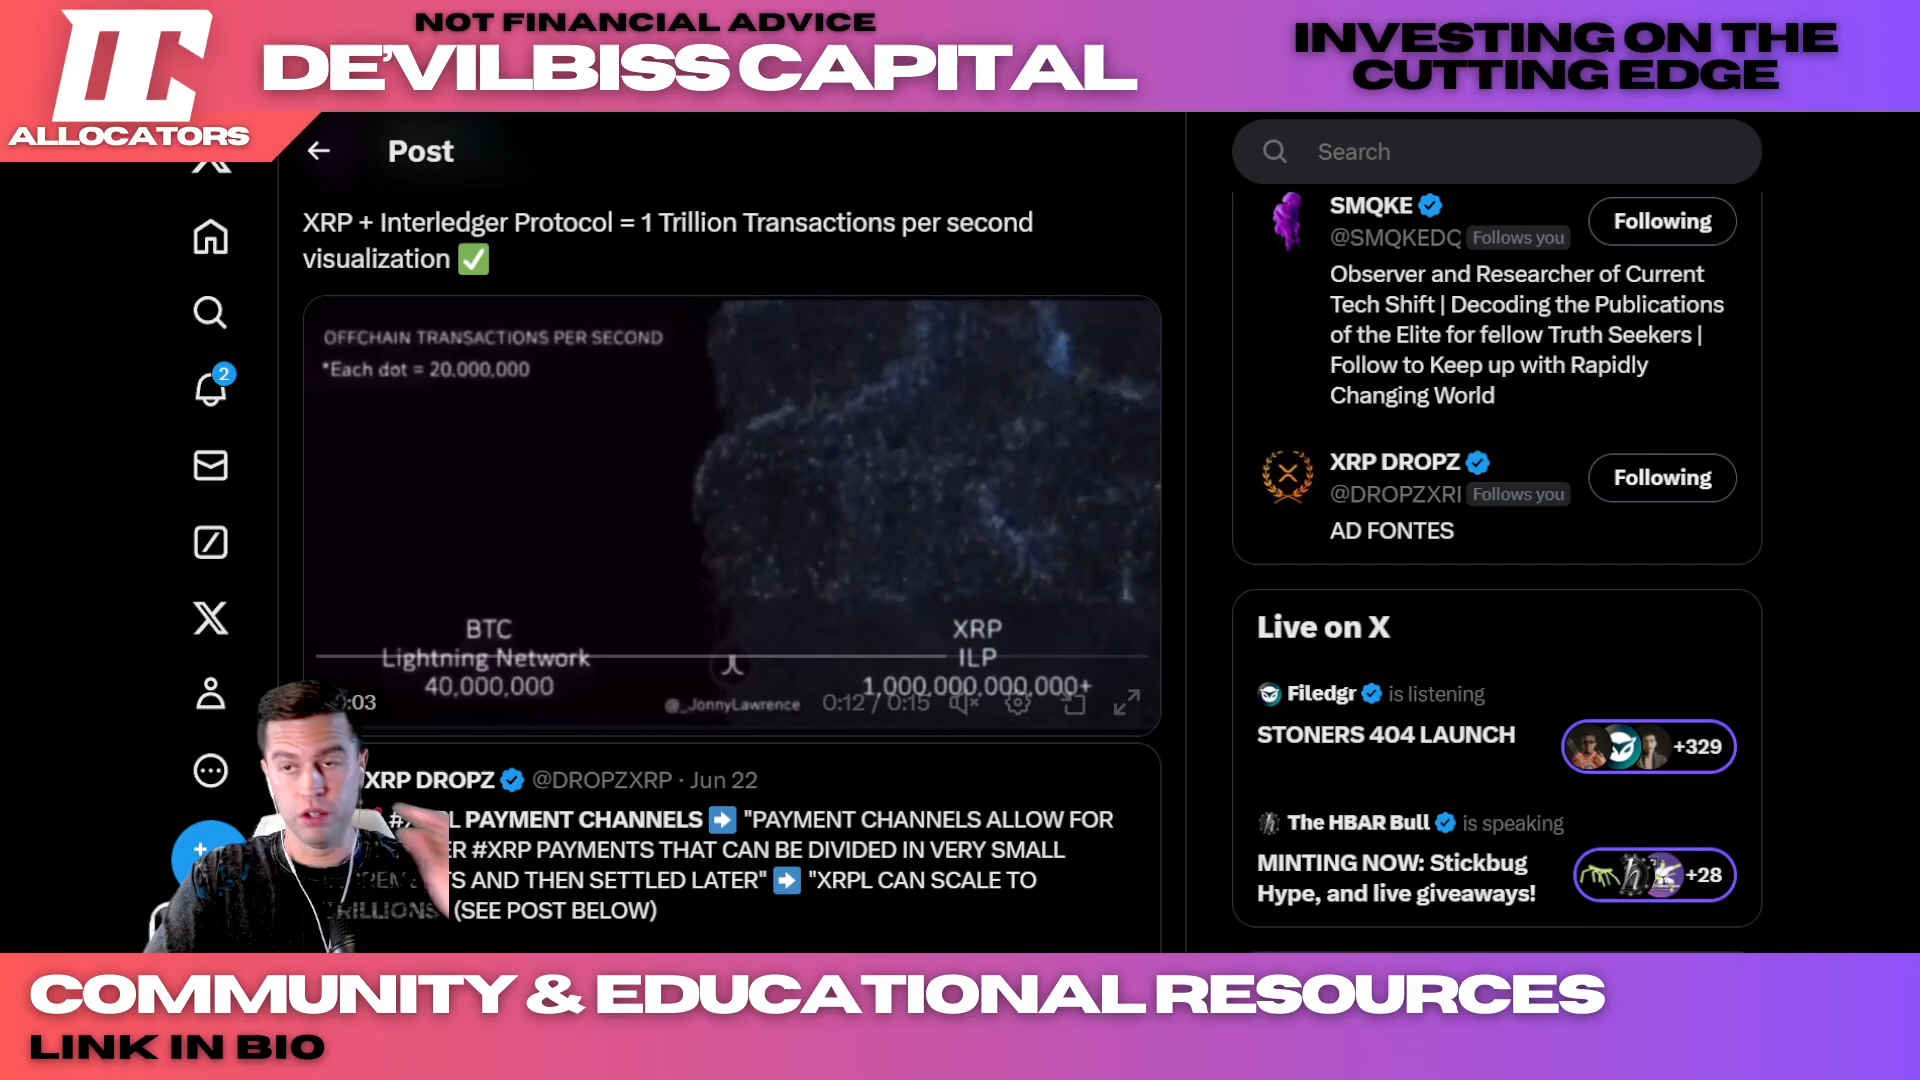 NOT FINANCIAL ADVICE
DE'VILBISS CAPITAL
INVESTING ON THE
CUTTING EDGE
ALLOCATORS
Post
Search
XRP + Interledger Protocol = 1 Trillion Transactions per second
visualization ✅
OFFCHAIN TRANSACTIONS PER SECOND
*Each dot = 20,000,000
BTC
Lightning Network
40,000,000
XRP
ILP
1,000,000,000,000+
:03
@_JonnyLawrence
0:12 / 0:15
XRP DROPZ @DROPZXRP · Jun 22
PAYMENT CHANNELS ➡️ "PAYMENT CHANNELS ALLOW FOR
#XRP PAYMENTS THAT CAN BE DIVIDED IN VERY SMALL
AND THEN SETTLED LATER" ➡️ "XRPL CAN SCALE TO
(SEE POST BELOW)
2
SMQKE
@SMQKEDQ Follows you
Following
Observer and Researcher of Current
Tech Shift | Decoding the Publications
of the Elite for fellow Truth Seekers |
Follow to Keep up with Rapidly
Changing World
XRP DROPZ
@DROPZXRI Follows you
Following
AD FONTES
Live on X
Filedgr is listening
STONERS 404 LAUNCH
+329
The HBAR Bull is speaking
MINTING NOW: Stickbug
Hype, and live giveaways!
+28
COMMUNITY & EDUCATIONAL RESOURCES
LINK IN BIO